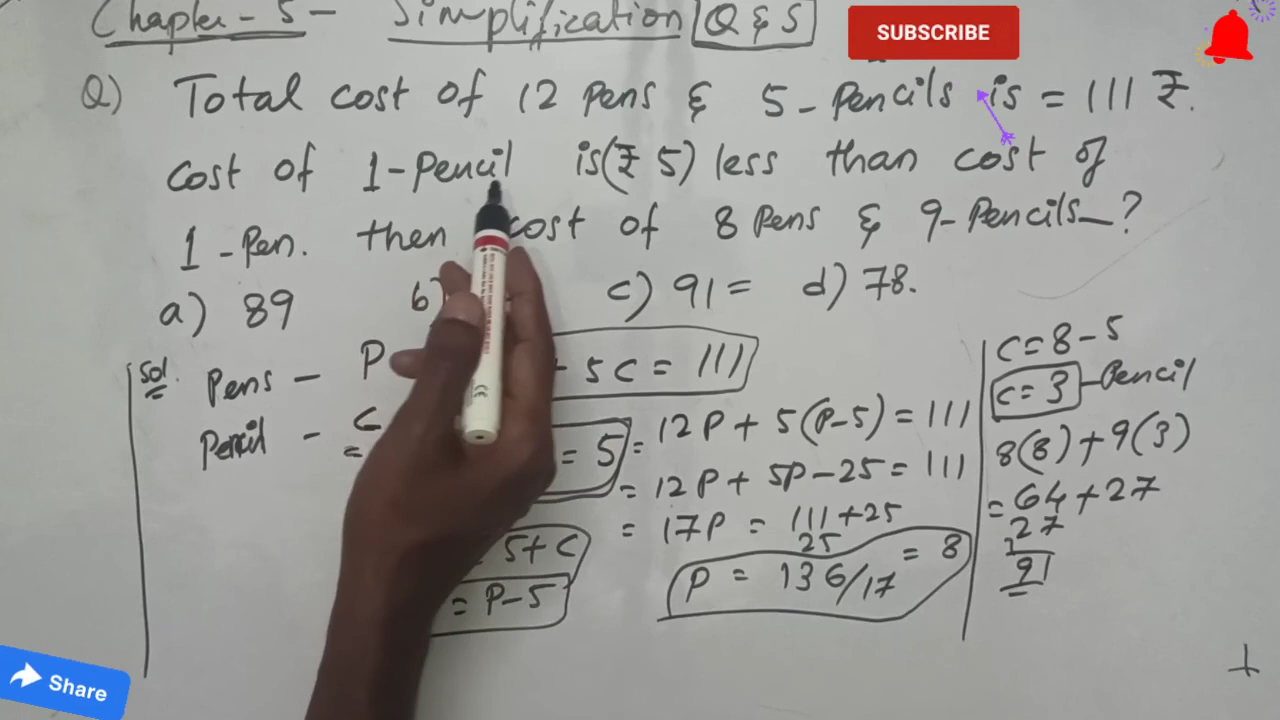 Chapter-5- Simplification Q & S
SUBSCRIBE
Q) Total cost of 12 Pens & 5-Pencils is = 111 ₹.
cost of 1-Pencil is(₹ 5) less than cost of
1-Pen. then cost of 8 Pens & 9-Pencils_?
a) 89 b) c) 91= d) 78.
Sol. Pens - P
Pencil - C
+ 5C = 111
= 5
= 5+C
= P-5
= 12P + 5(P-5) = 111
= 12P + 5P-25 = 111
= 17P = 111+25
25
P = 136/17 = 8
C=8-5
C=3 -Pencil
8(8)+9(3)
= 64+27
27
91
Share